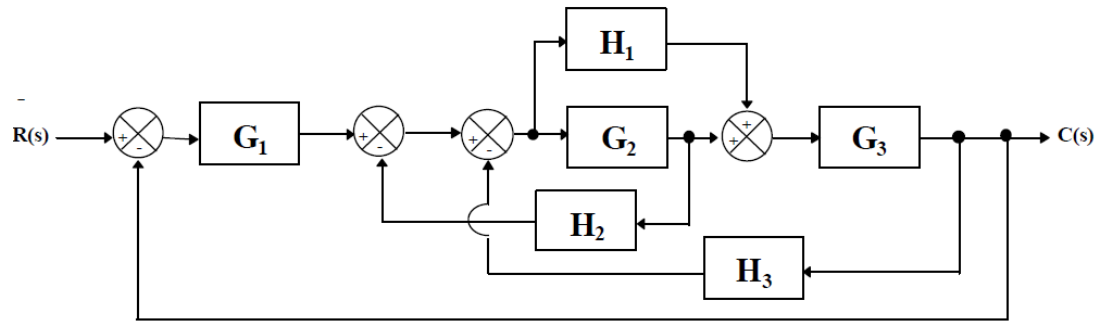 H1
R(s)
+
-
G1
+
-
+
-
G2
+
+
G3
C(s)
H2
H3